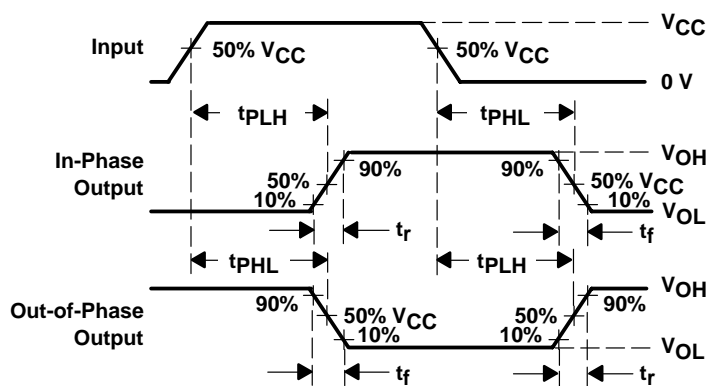 VCC
Input
50% VCC
50% VCC
0 V
tPLH
tPHL
In-Phase
Output
VOH
90%
90%
50%
10%
50% VCC
10%
VOL
tr
tf
tPHL
tPLH
Out-of-Phase
Output
VOH
90%
90%
50% VCC
10%
50%
10%
VOL
tf
tr